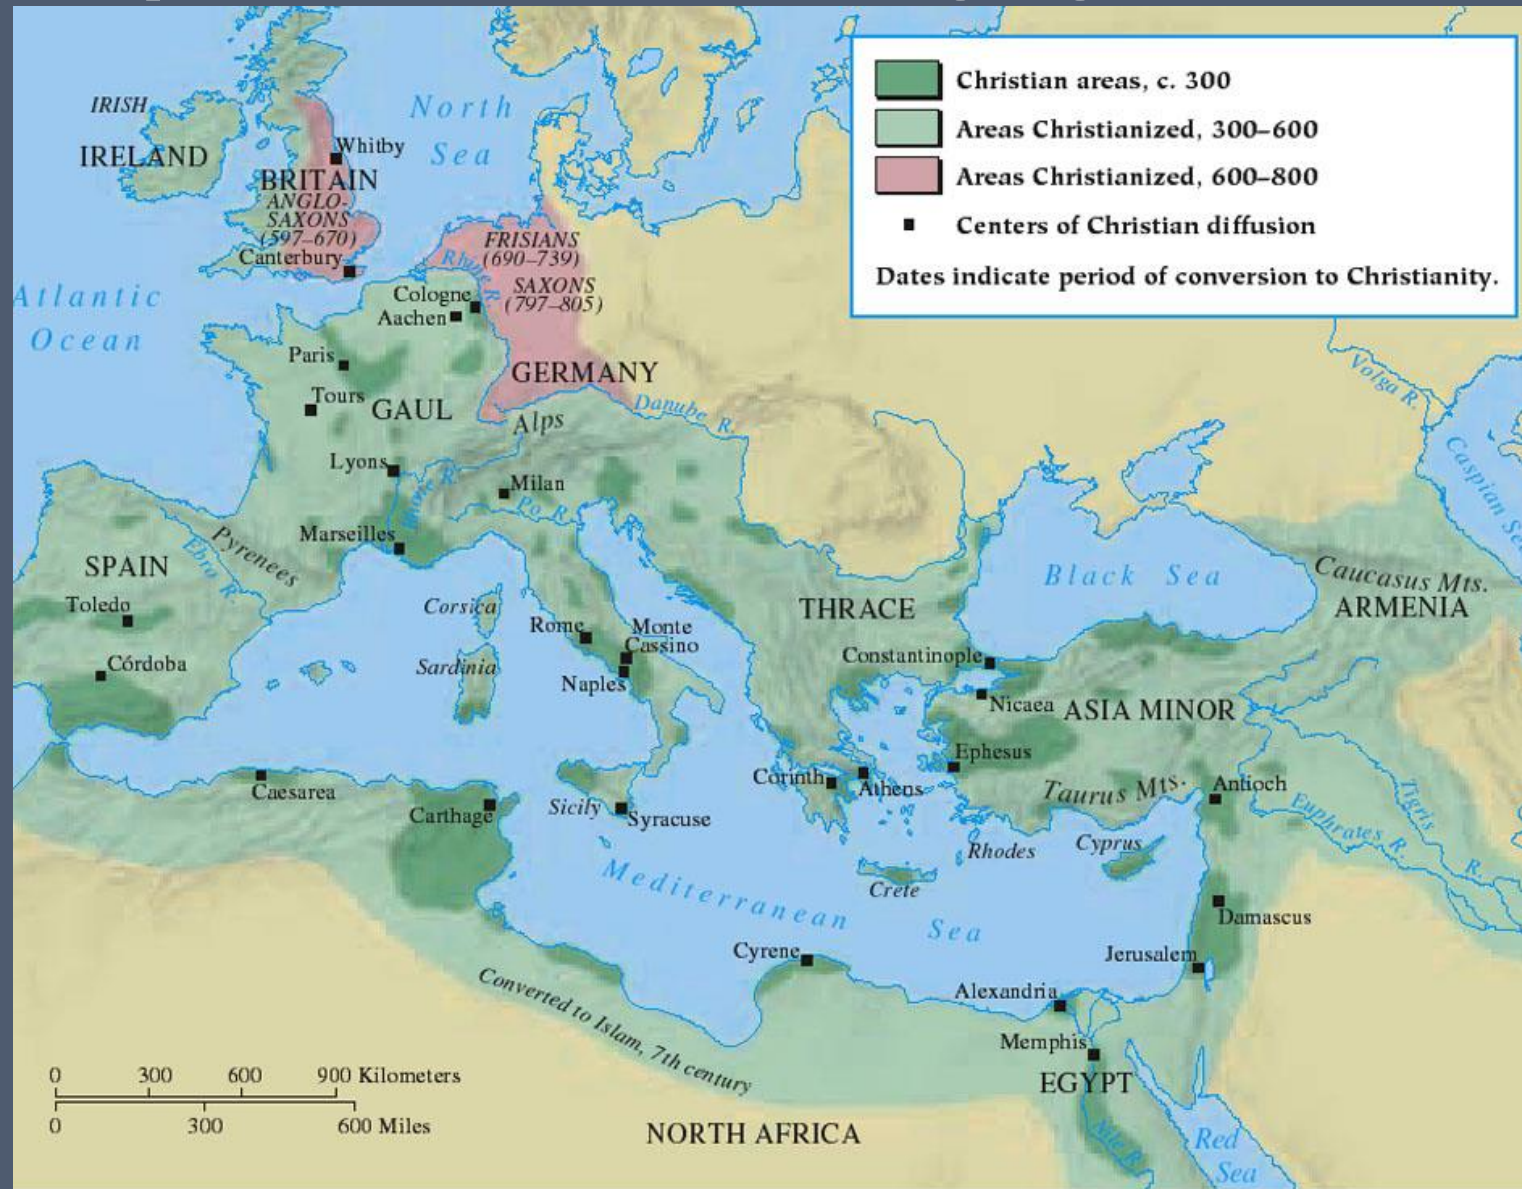 Christian areas, c. 300
Areas Christianized, 300–600
Areas Christianized, 600–800
Centers of Christian diffusion
Dates indicate period of conversion to Christianity.
IRISH
IRELAND
North
Sea
Whitby
BRITAIN
ANGLO-
SAXONS
(597–670)
Canterbury
FRISIANS
(690–739)
Rhine R.
SAXONS
(797–805)
Atlantic
Ocean
Cologne
Aachen
Paris
GERMANY
Tours
GAUL
Danube R.
Alps
Volga R.
Lyons
Milan
Rhone R.
Po R.
Caspian Sea
Marseilles
Pyrenees
SPAIN
Ebro R.
Black Sea
Caucasus Mts.
ARMENIA
Toledo
Corsica
THRACE
Rome
Monte
Cassino
Córdoba
Sardinia
Naples
Constantinople
Nicaea
ASIA MINOR
Ephesus
Caesarea
Carthage
Sicily
Syracuse
Corinth
Athens
Taurus Mts.
Antioch
Tigris
R.
Euphrates R.
Rhodes
Cyprus
Crete
Mediterranean
Sea
Damascus
Cyrene
Jerusalem
Alexandria
Converted to Islam, 7th century
Memphis
EGYPT
0 300 600 900 Kilometers
0 300 600 Miles
NORTH AFRICA
Nile R.
Red
Sea